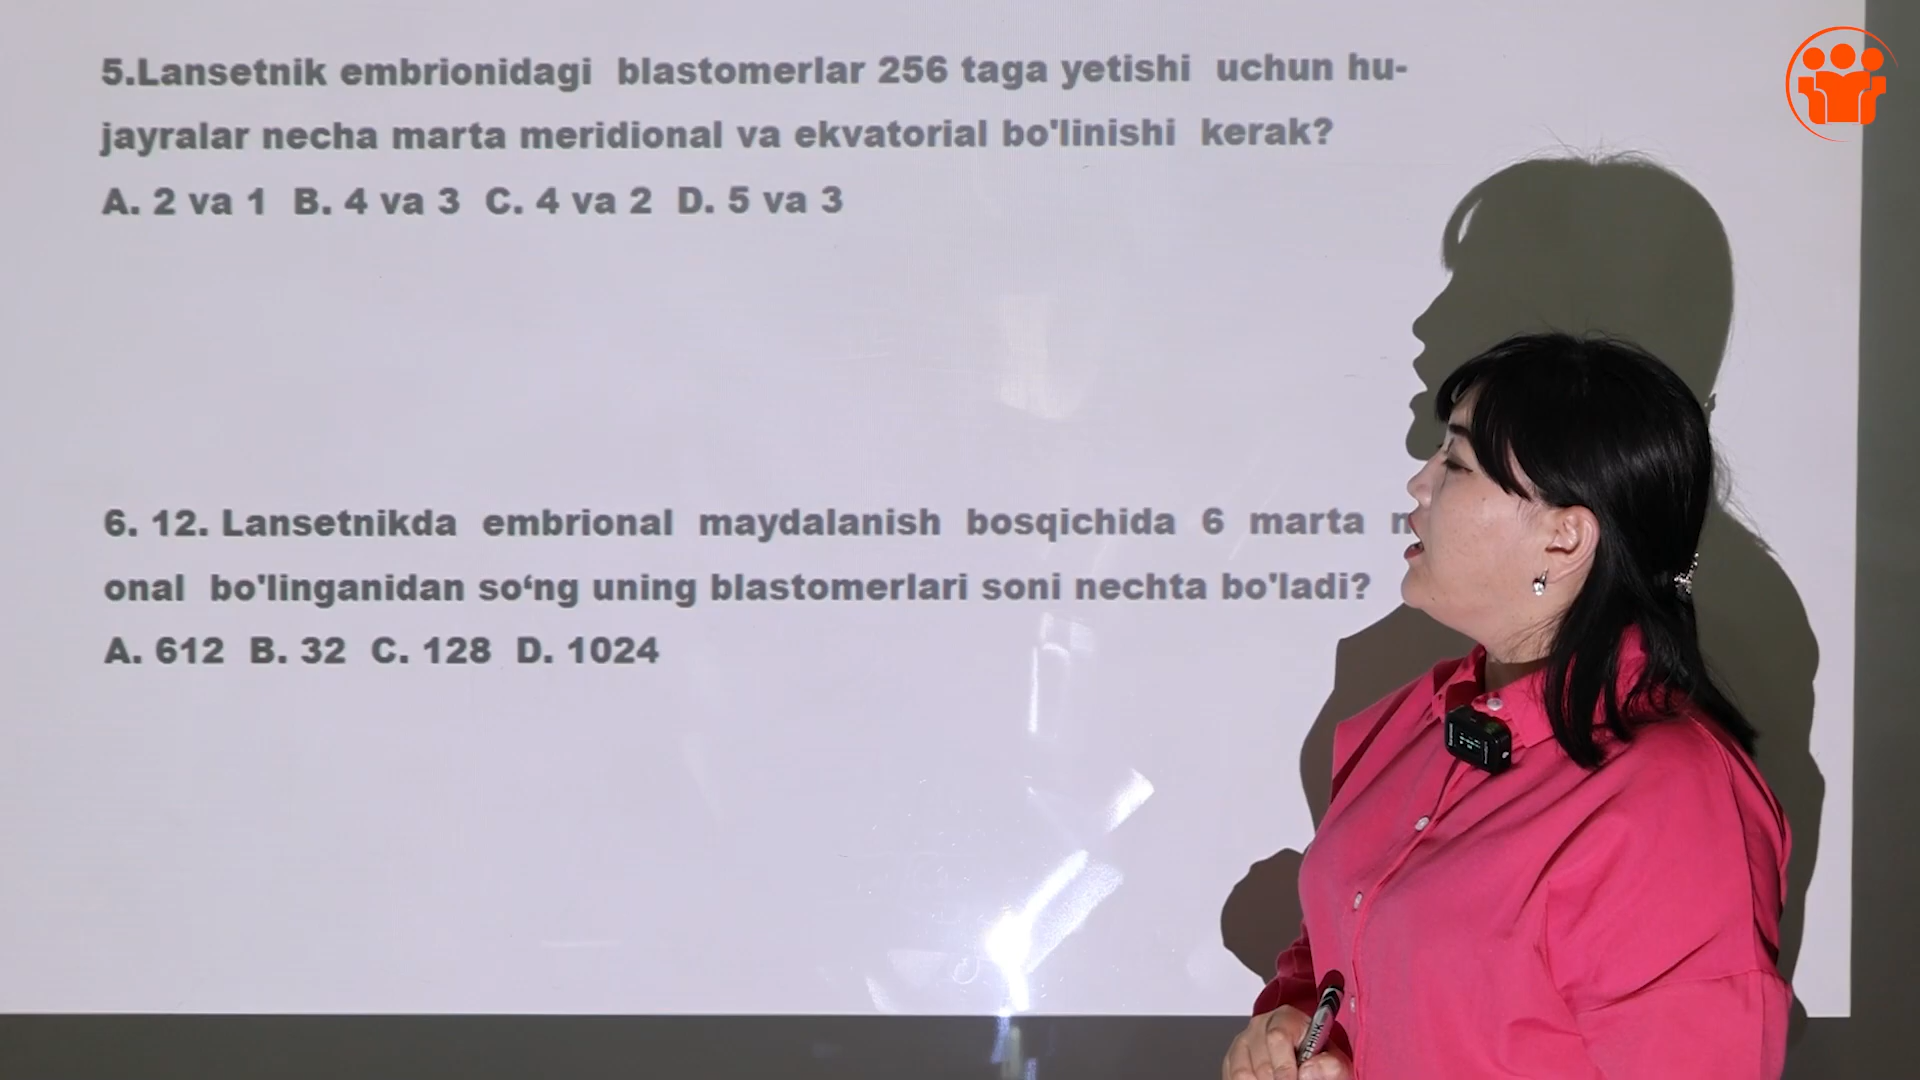 5.Lansetnik embrionidagi blastomerlar 256 taga yetishi uchun hu-
jayralar necha marta meridional va ekvatorial bo'linishi kerak?
A. 2 va 1 B. 4 va 3 C. 4 va 2 D. 5 va 3
6. 12. Lansetnikda embrional maydalanish bosqichida 6 marta
onal bo'linganidan so‘ng uning blastomerlari soni nechta bo'ladi?
A. 612 B. 32 C. 128 D. 1024